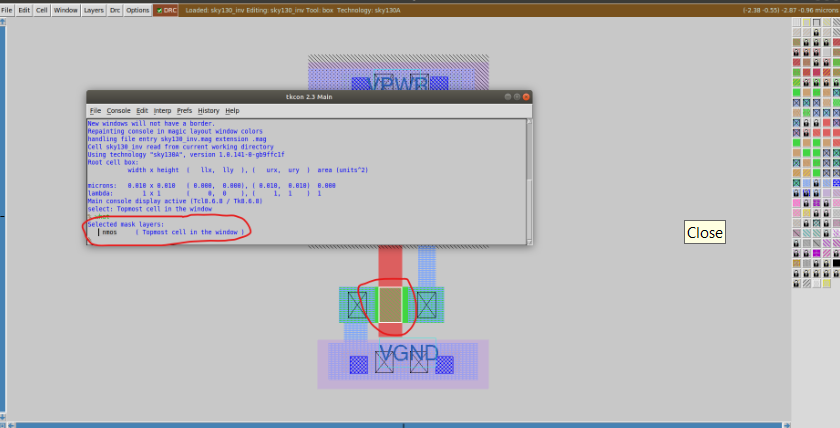 File Edit Cell Window Layers Drc Options DRC Loaded: sky130_inv Editing: sky130_inv Tool: box Technology: sky130A (-2.38 -0.55) -2.87 -0.96 microns
VPWR
tkcon 2.3 Main
File Console Edit Interp Prefs History Help
New windows will not have a border.
Repainting console in magic layout window colors
handling file entry sky130_inv.mag extension .mag
Cell sky130_inv read from current working directory
Using technology "sky130A", version 1.0.141-0-gb9ffc1f
Root cell box:
width x height ( llx, lly ), ( urx, ury ) area (units^2)
microns: 0.010 x 0.010 ( 0.000, 0.000), ( 0.010, 0.010) 0.000
lambda: 1 x 1 ( 0, 0 ), ( 1, 1 ) 1
Main console display active (Tcl8.6.8 / Tk8.6.8)
select: Topmost cell in the window
Selected mask layers:
nmos ( Topmost cell in the window )
Close
VGND